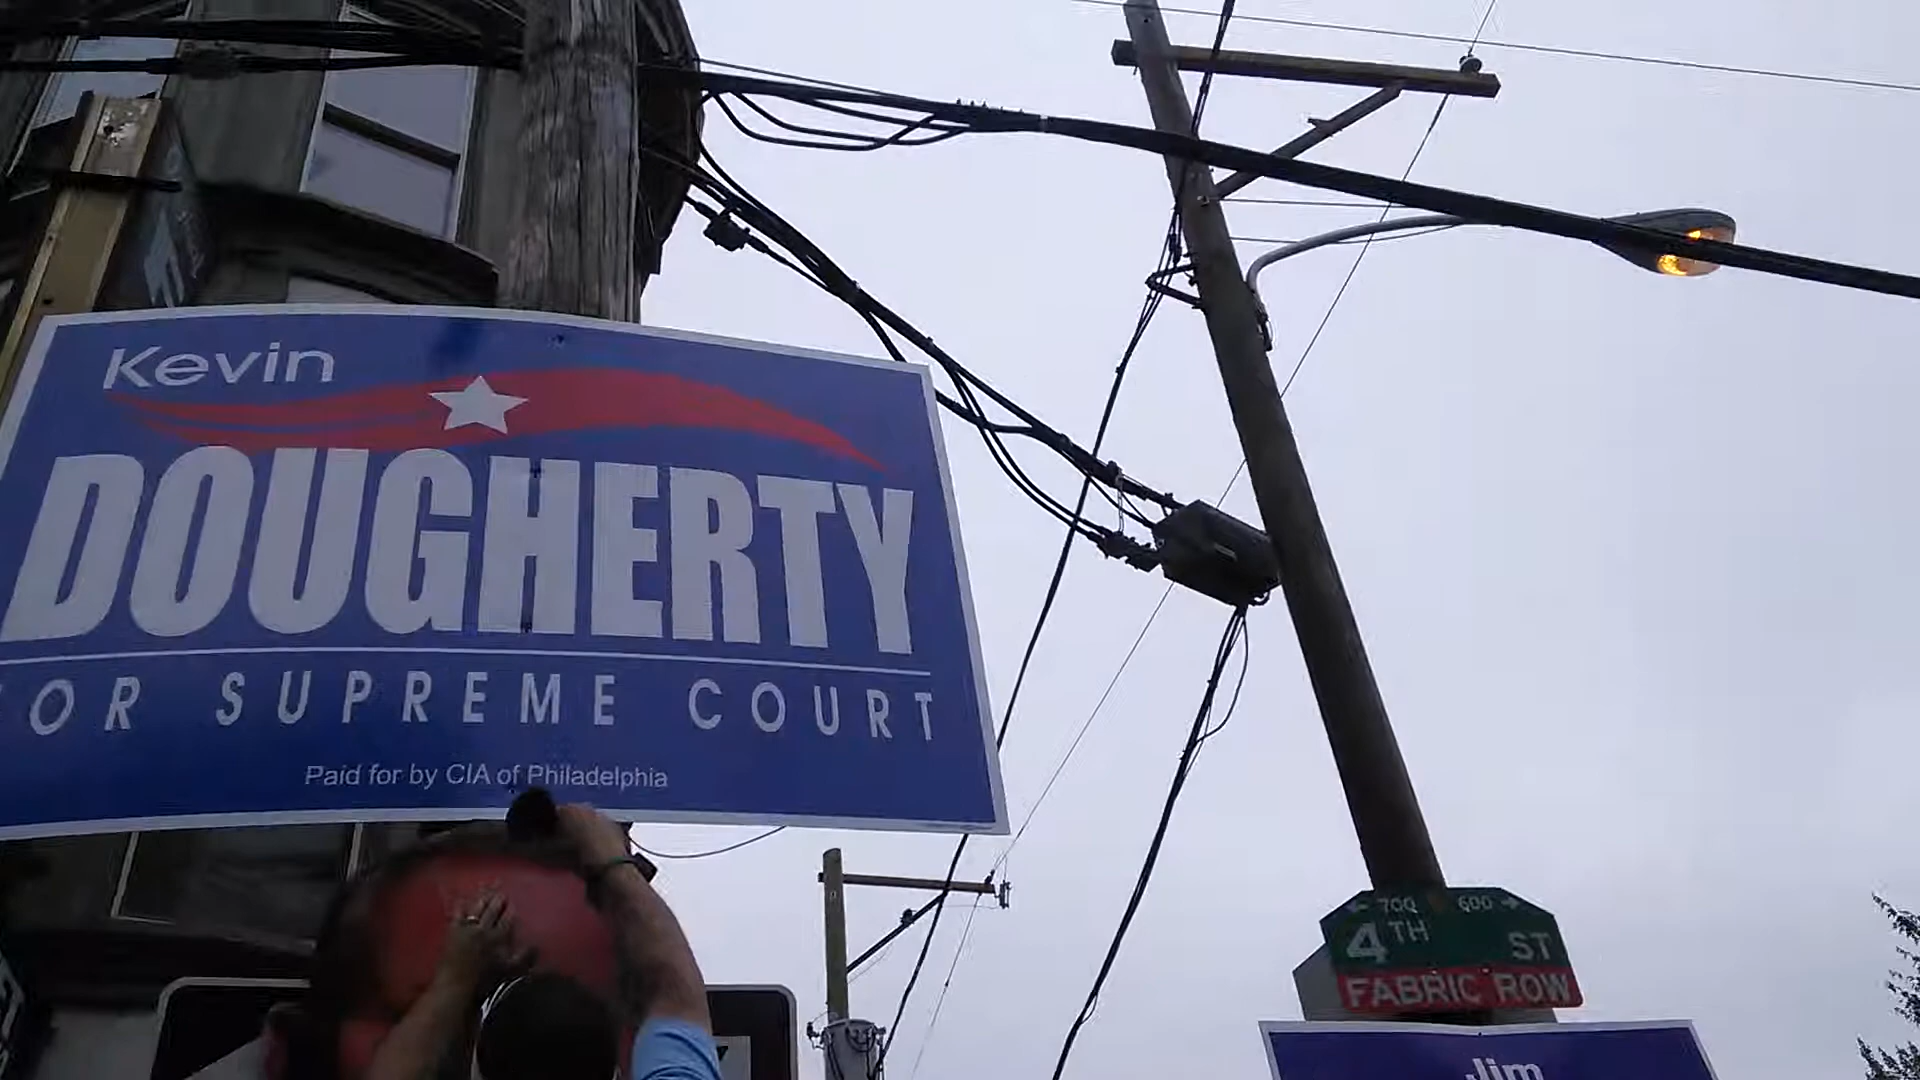 Kevin
DOUGHERTY
OR SUPREME COURT
Paid for by CIA of Philadelphia
← 700 600 →
4TH ST
FABRIC ROW
Jim